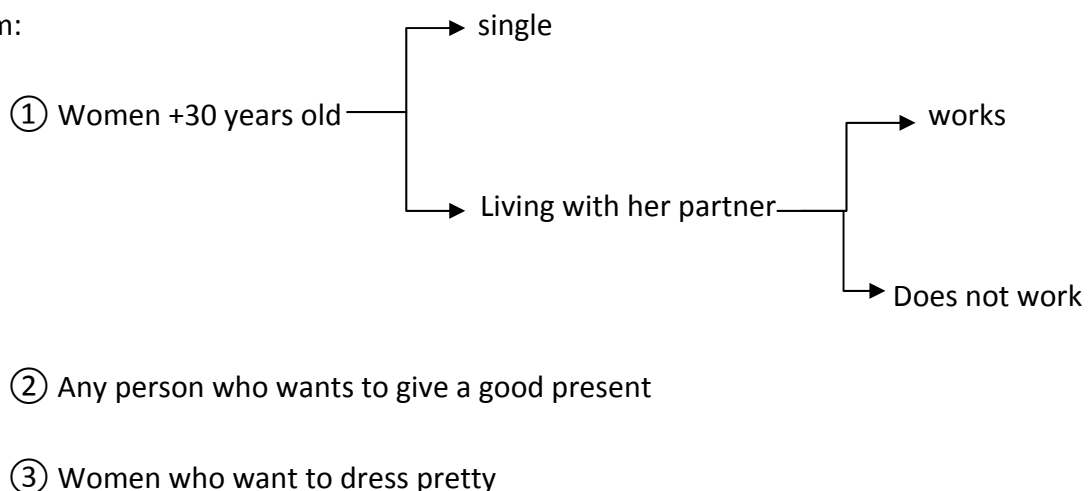 m:
single
① Women +30 years old
works
Living with her partner
Does not work
② Any person who wants to give a good present
③ Women who want to dress pretty